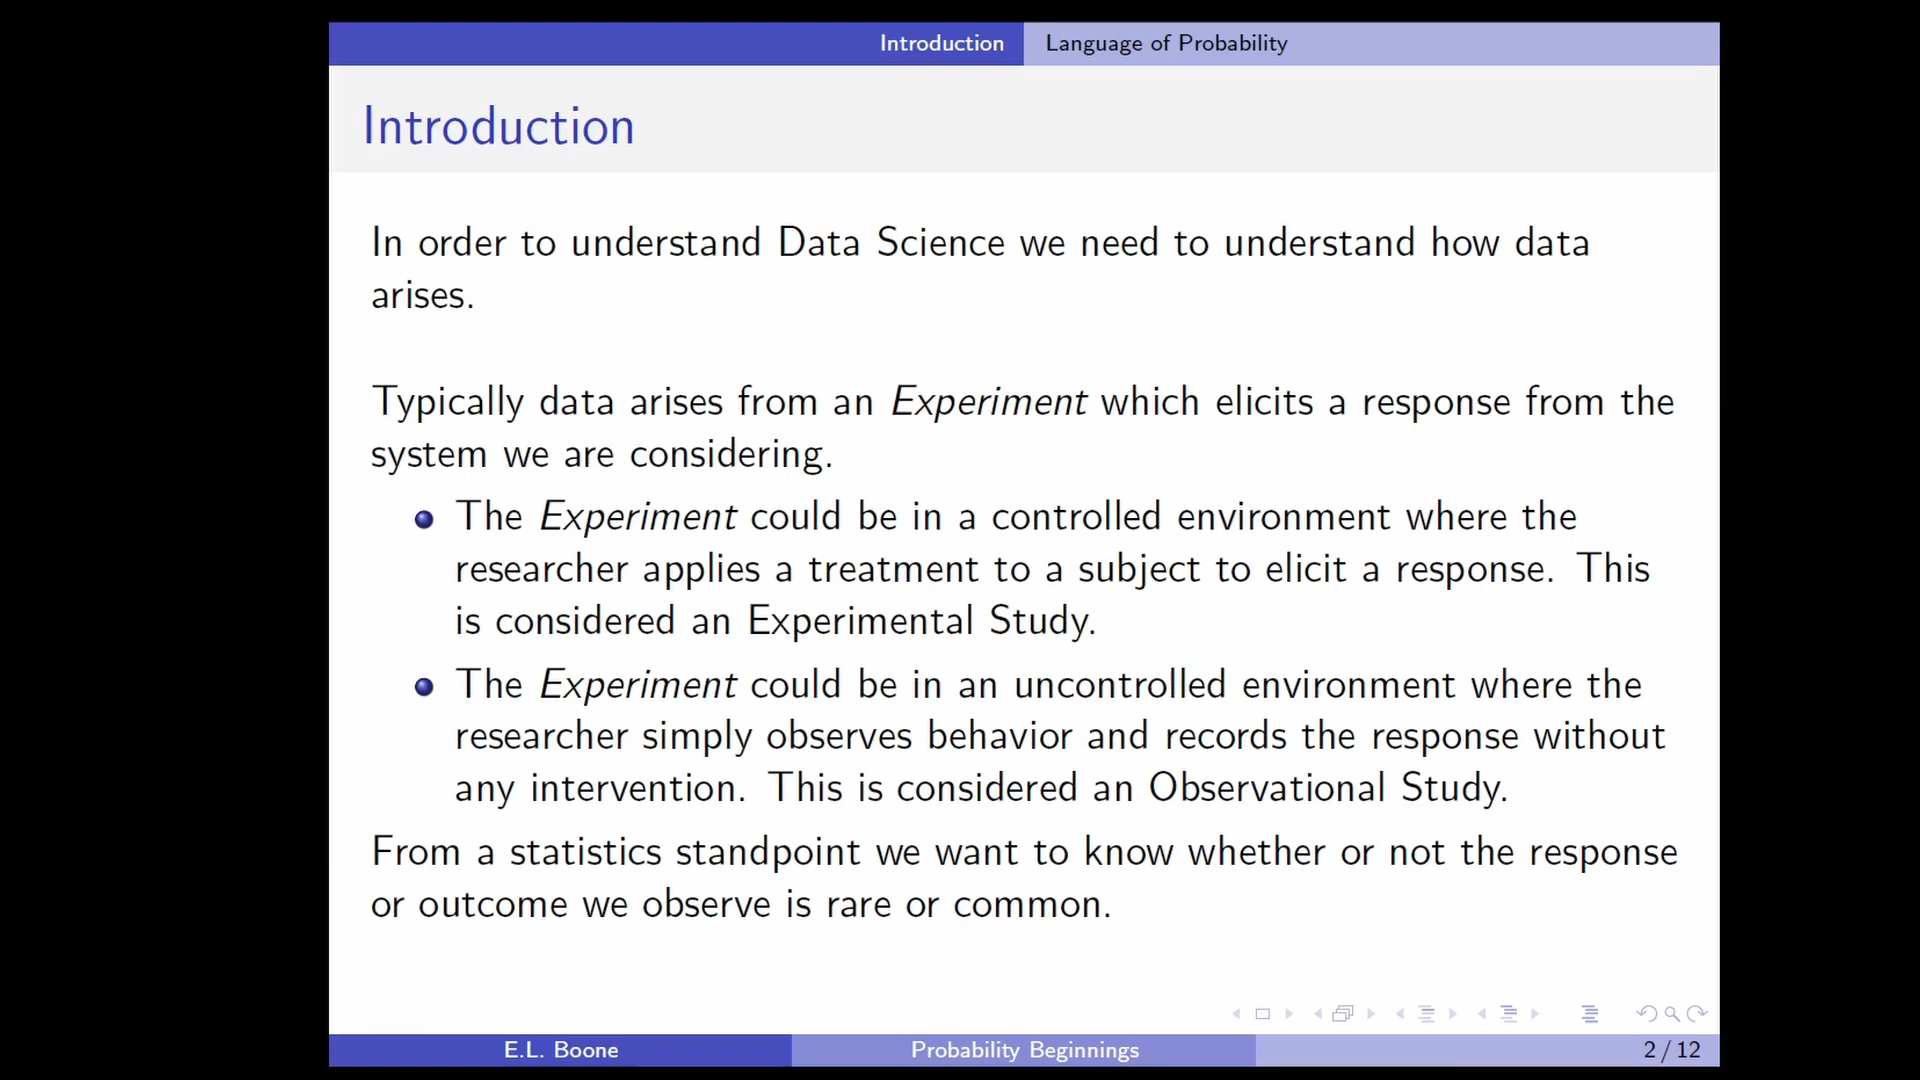 Introduction Language of Probability
Introduction
In order to understand Data Science we need to understand how data
arises.
Typically data arises from an Experiment which elicits a response from the
system we are considering.
The Experiment could be in a controlled environment where the
researcher applies a treatment to a subject to elicit a response. This
is considered an Experimental Study.
The Experiment could be in an uncontrolled environment where the
researcher simply observes behavior and records the response without
any intervention. This is considered an Observational Study.
From a statistics standpoint we want to know whether or not the response
or outcome we observe is rare or common.
E.L. Boone Probability Beginnings 2 / 12